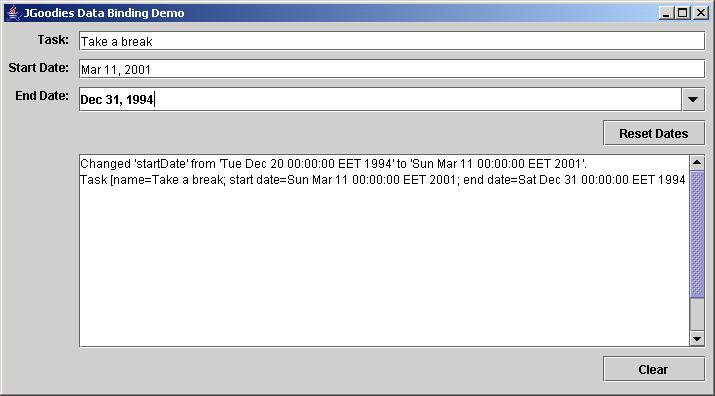 JGoodies Data Binding Demo
Task: Take a break
Start Date: Mar 11, 2001
End Date: Dec 31, 1994
Reset Dates
Changed 'startDate' from 'Tue Dec 20 00:00:00 EET 1994' to 'Sun Mar 11 00:00:00 EET 2001'.
Task [name=Take a break; start date=Sun Mar 11 00:00:00 EET 2001; end date=Sat Dec 31 00:00:00 EET 1994
Clear